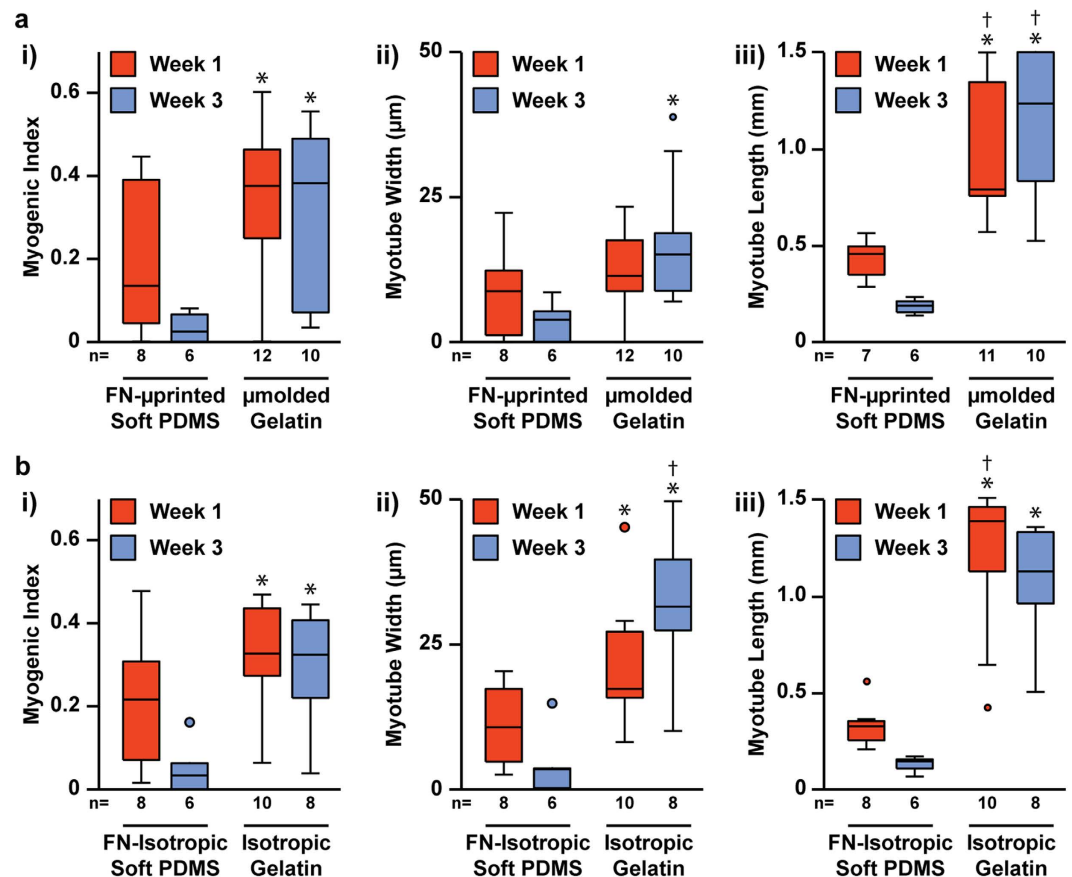 a
i)
ii)
iii)
Week 1
Week 3
Myogenic Index
0.6
0.4
0.2
0
* *
n= 8 6 12 10
FN-µprinted
Soft PDMS
µmolded
Gelatin
Week 1
Week 3
Myotube Width (µm)
50
25
0
*
n= 8 6 12 10
FN-µprinted
Soft PDMS
µmolded
Gelatin
Week 1
Week 3
Myotube Length (mm)
1.5
1.0
0.5
0
† †
* *
n= 7 6 11 10
FN-µprinted
Soft PDMS
µmolded
Gelatin
b
i)
ii)
iii)
Week 1
Week 3
Myogenic Index
0.6
0.4
0.2
0
* *
n= 8 6 10 8
FN-Isotropic
Soft PDMS
Isotropic
Gelatin
Week 1
Week 3
Myotube Width (µm)
50
25
0
†
* *
n= 8 6 10 8
FN-Isotropic
Soft PDMS
Isotropic
Gelatin
Week 1
Week 3
Myotube Length (mm)
1.5
1.0
0.5
0
†
* *
n= 8 6 10 8
FN-Isotropic
Soft PDMS
Isotropic
Gelatin